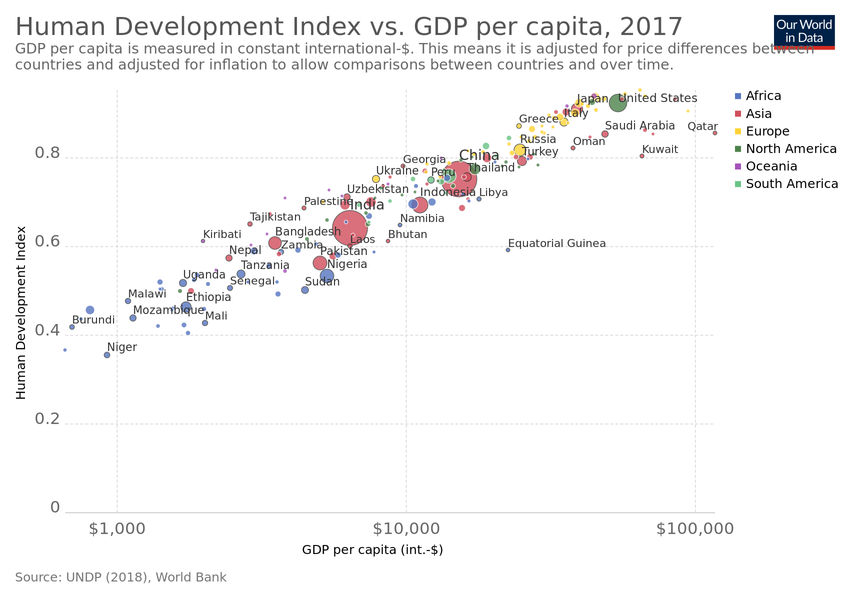 Human Development Index vs. GDP per capita, 2017
Our World
in Data
GDP per capita is measured in constant international-$. This means it is adjusted for price differences between
countries and adjusted for inflation to allow comparisons between countries and over time.
Africa
Asia
Europe
North America
Oceania
South America
Human Development Index
0.8
0.6
0.4
0.2
0
Japan
United States
Italy
Greece
Saudi Arabia
Qatar
Russia
Oman
Turkey
Kuwait
China
Georgia
Thailand
Ukraine
Peru
Uzbekistan
Indonesia
Libya
Palestine
India
Tajikistan
Namibia
Kiribati
Bangladesh
Laos
Bhutan
Equatorial Guinea
Nepal
Zambia
Pakistan
Tanzania
Nigeria
Uganda
Senegal
Sudan
Malawi
Ethiopia
Mozambique
Mali
Burundi
Niger
$1,000
$10,000
$100,000
GDP per capita (int.-$)
Source: UNDP (2018), World Bank